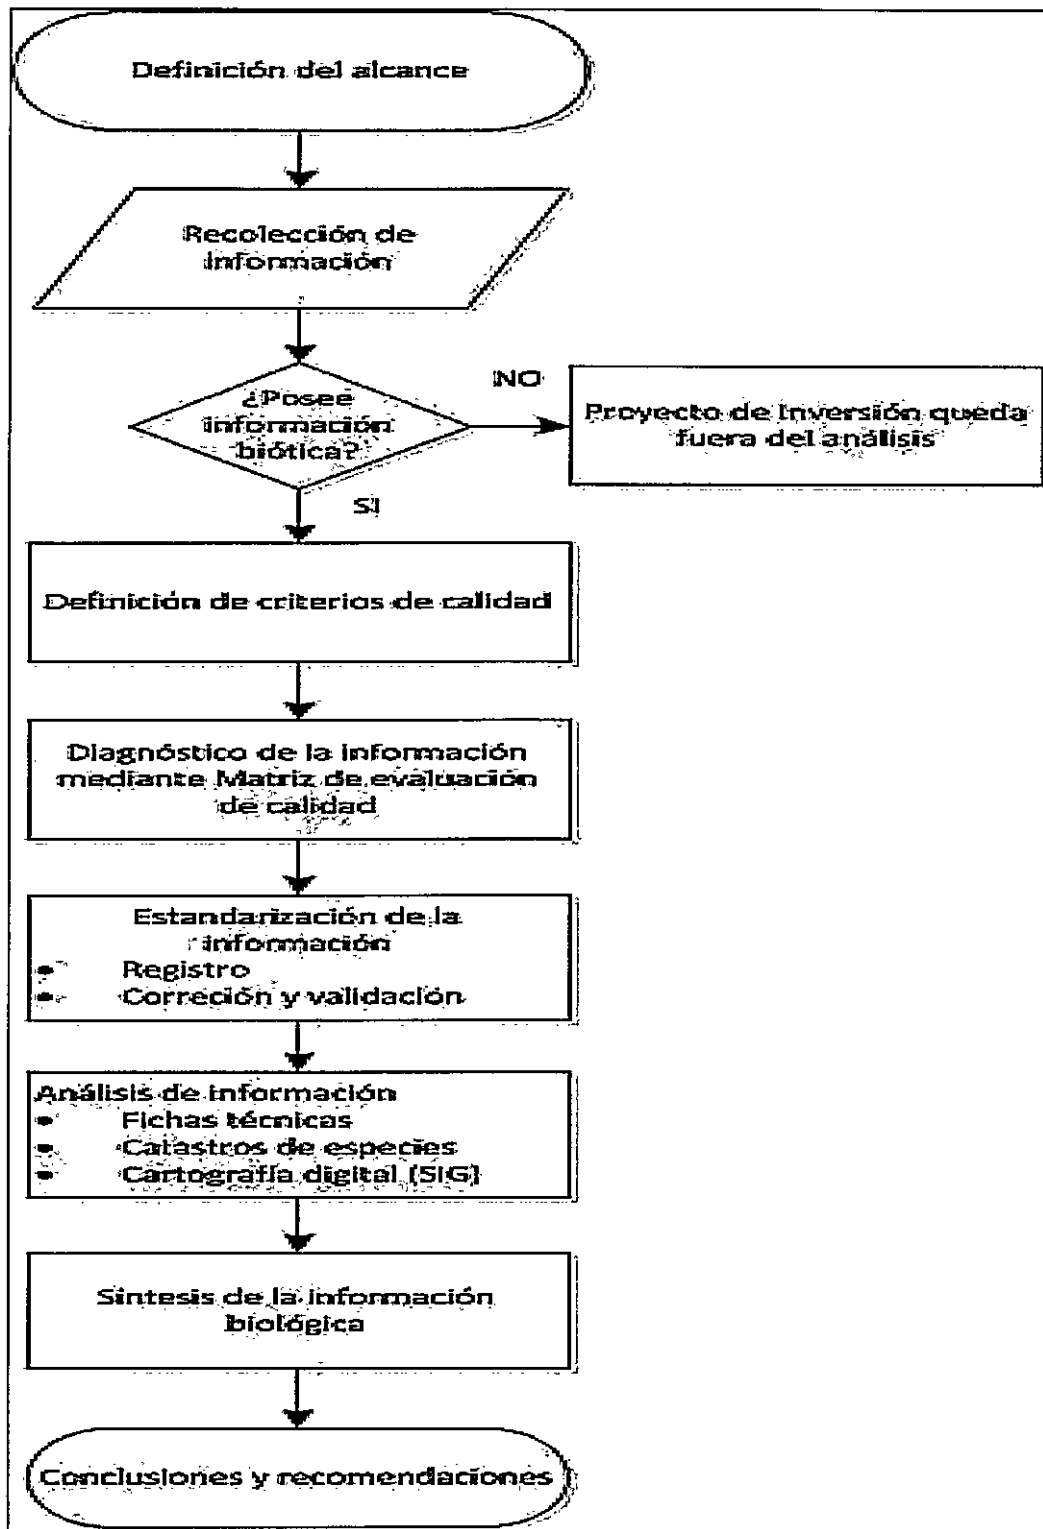 Definición del alcance
Recolección de
información
¿Posee
información
biótica?
NO
Proyecto de Inversión queda
fuera del análisis
SI
Definición de criterios de calidad
Diagnóstico de la información
mediante Matriz de evaluación
de calidad
Estandarización de la
información
• Registro
• Correción y validación
Análisis de información
• Fichas técnicas
• Catastros de especies
• Cartografía digital (SIG)
Sintesis de la información
biológica
Conclusiones y recomendaciones